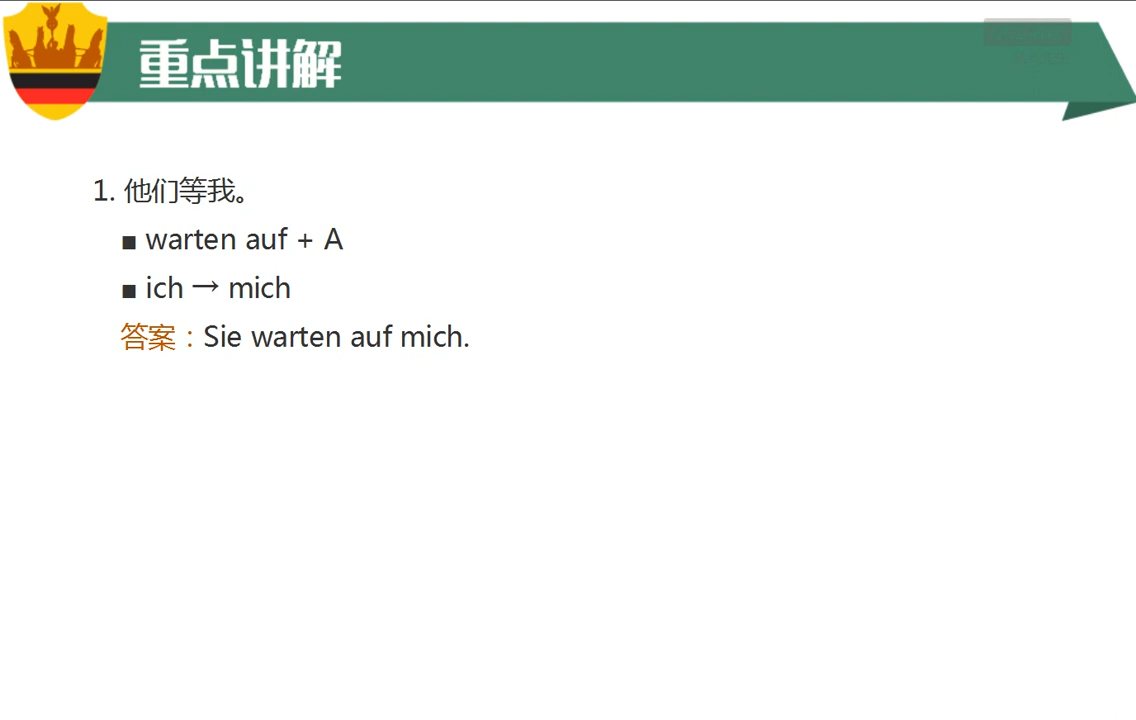 重点讲解
1. 他们等我。
■ warten auf + A
■ ich → mich
答案：Sie warten auf mich.